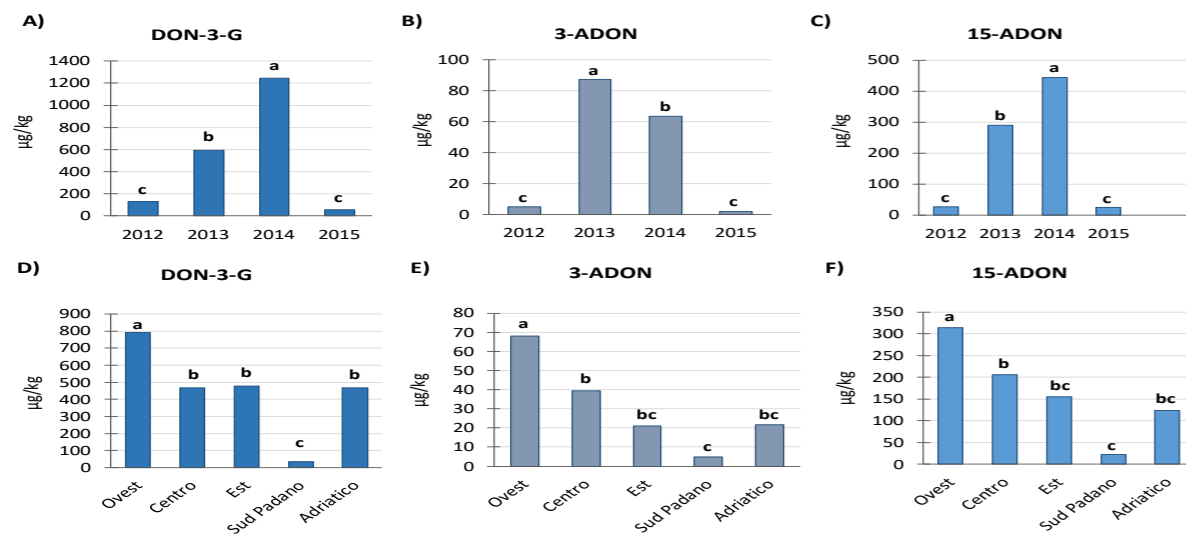 A)
DON-3-G
µg/kg
1400
1200
1000
800
600
400
200
0
c
b
a
c
2012 2013 2014 2015
B)
3-ADON
µg/kg
100
80
60
40
20
0
c
a
b
c
2012 2013 2014 2015
C)
15-ADON
µg/kg
500
400
300
200
100
0
c
b
a
c
2012 2013 2014 2015
D)
DON-3-G
µg/kg
900
800
700
600
500
400
300
200
100
0
a
b
b
c
b
Ovest
Centro
Est
Sud Padano
Adriatico
E)
3-ADON
µg/kg
80
70
60
50
40
30
20
10
0
a
b
bc
c
bc
Ovest
Centro
Est
Sud Padano
Adriatico
F)
15-ADON
µg/kg
350
300
250
200
150
100
50
0
a
b
bc
c
bc
Ovest
Centro
Est
Sud Padano
Adriatico